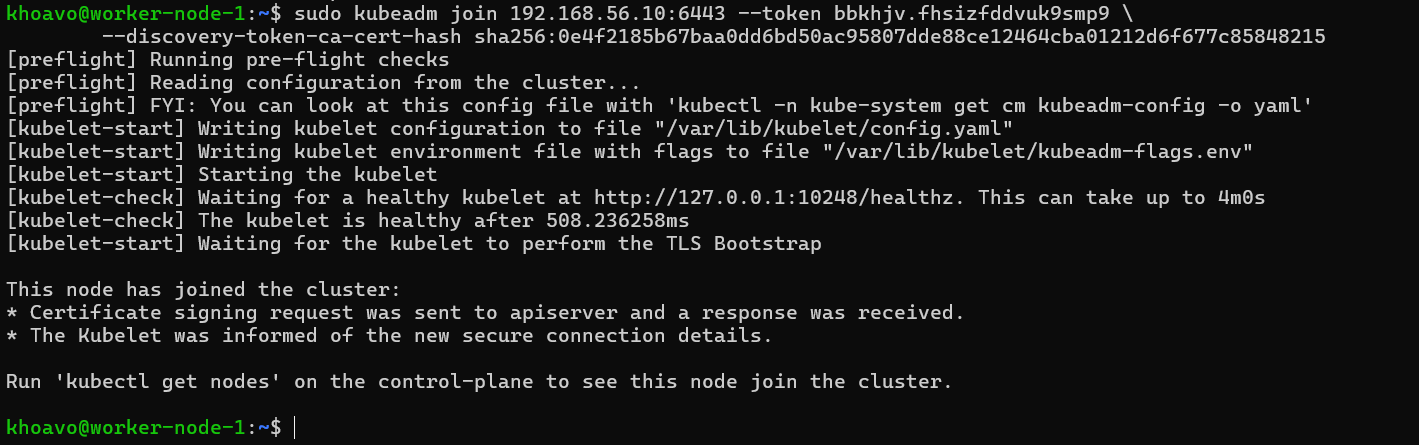 khoavo@worker-node-1:~$ sudo kubeadm join 192.168.56.10:6443 --token bbkhjv.fhsizfddvuk9smp9 \
        --discovery-token-ca-cert-hash sha256:0e4f2185b67baa0dd6bd50ac95807dde88ce12464cba01212d6f677c85848215
[preflight] Running pre-flight checks
[preflight] Reading configuration from the cluster...
[preflight] FYI: You can look at this config file with 'kubectl -n kube-system get cm kubeadm-config -o yaml'
[kubelet-start] Writing kubelet configuration to file "/var/lib/kubelet/config.yaml"
[kubelet-start] Writing kubelet environment file with flags to file "/var/lib/kubelet/kubeadm-flags.env"
[kubelet-start] Starting the kubelet
[kubelet-check] Waiting for a healthy kubelet at http://127.0.0.1:10248/healthz. This can take up to 4m0s
[kubelet-check] The kubelet is healthy after 508.236258ms
[kubelet-start] Waiting for the kubelet to perform the TLS Bootstrap

This node has joined the cluster:
* Certificate signing request was sent to apiserver and a response was received.
* The Kubelet was informed of the new secure connection details.

Run 'kubectl get nodes' on the control-plane to see this node join the cluster.

khoavo@worker-node-1:~$